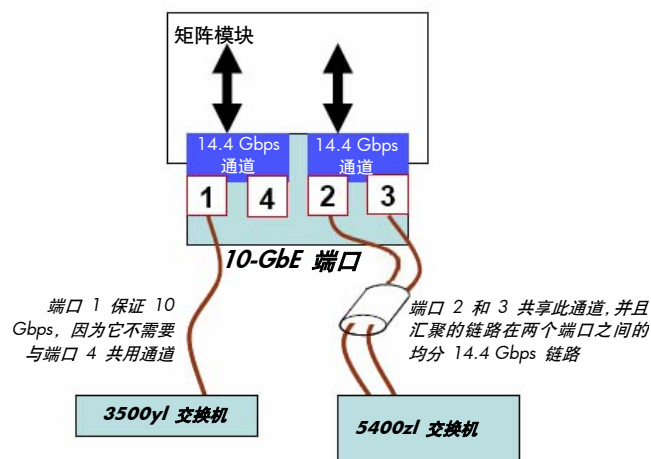 矩阵模块
14.4 Gbps
通道
14.4 Gbps
通道
1
4
2
3
10-GbE 端口
端口 1 保证 10
Gbps，因为它不需要
与端口 4 共用通道
端口 2 和 3 共享此通道，并且
汇聚的链路在两个端口之间的
均分 14.4 Gbps 链路
3500yl 交换机
5400zl 交换机